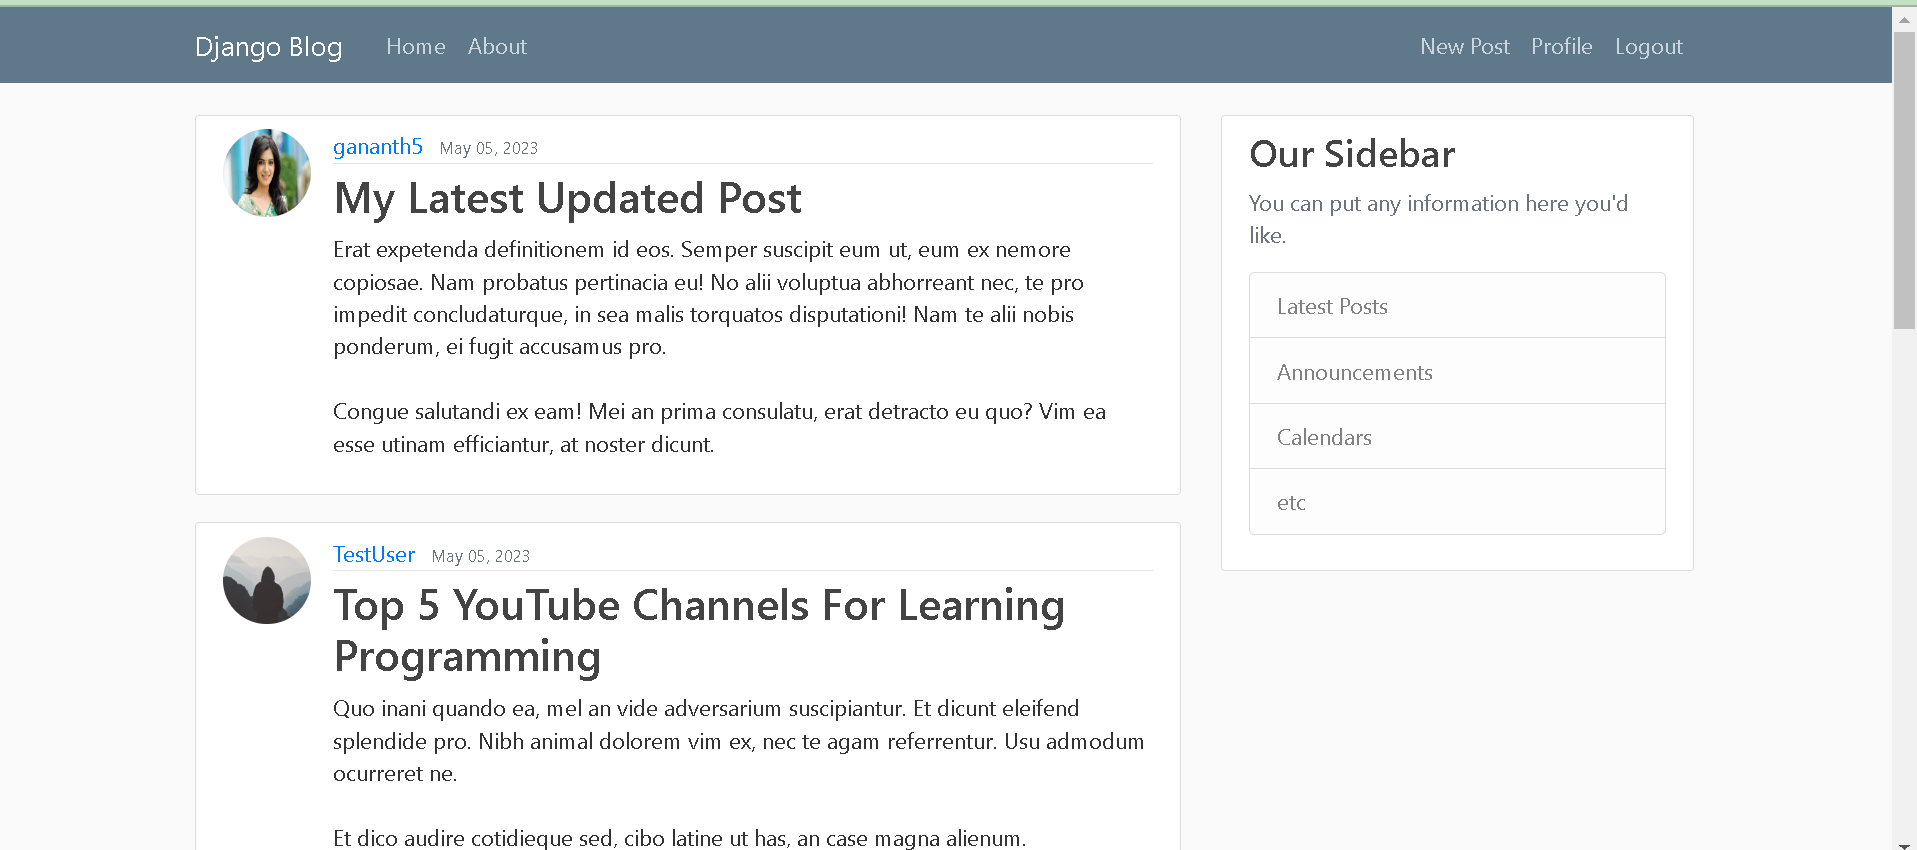 Django Blog Home About New Post Profile Logout
gananth5 May 05, 2023
My Latest Updated Post
Erat expetenda definitionem id eos. Semper suscipit eum ut, eum ex nemore
copiosae. Nam probatus pertinacia eu! No alii voluptua abhorreant nec, te pro
impedit concludaturque, in sea malis torquatos disputationi! Nam te alii nobis
ponderum, ei fugit accusamus pro.
Congue salutandi ex eam! Mei an prima consulatu, erat detracto eu quo? Vim ea
esse utinam efficiantur, at noster dicunt.
TestUser May 05, 2023
Top 5 YouTube Channels For Learning
Programming
Quo inani quando ea, mel an vide adversarium suscipiantur. Et dicunt eleifend
splendide pro. Nibh animal dolorem vim ex, nec te agam referrentur. Usu admodum
ocurreret ne.
Et dico audire cotidieque sed, cibo latine ut has, an case magna alienum.
Our Sidebar
You can put any information here you'd
like.
Latest Posts
Announcements
Calendars
etc